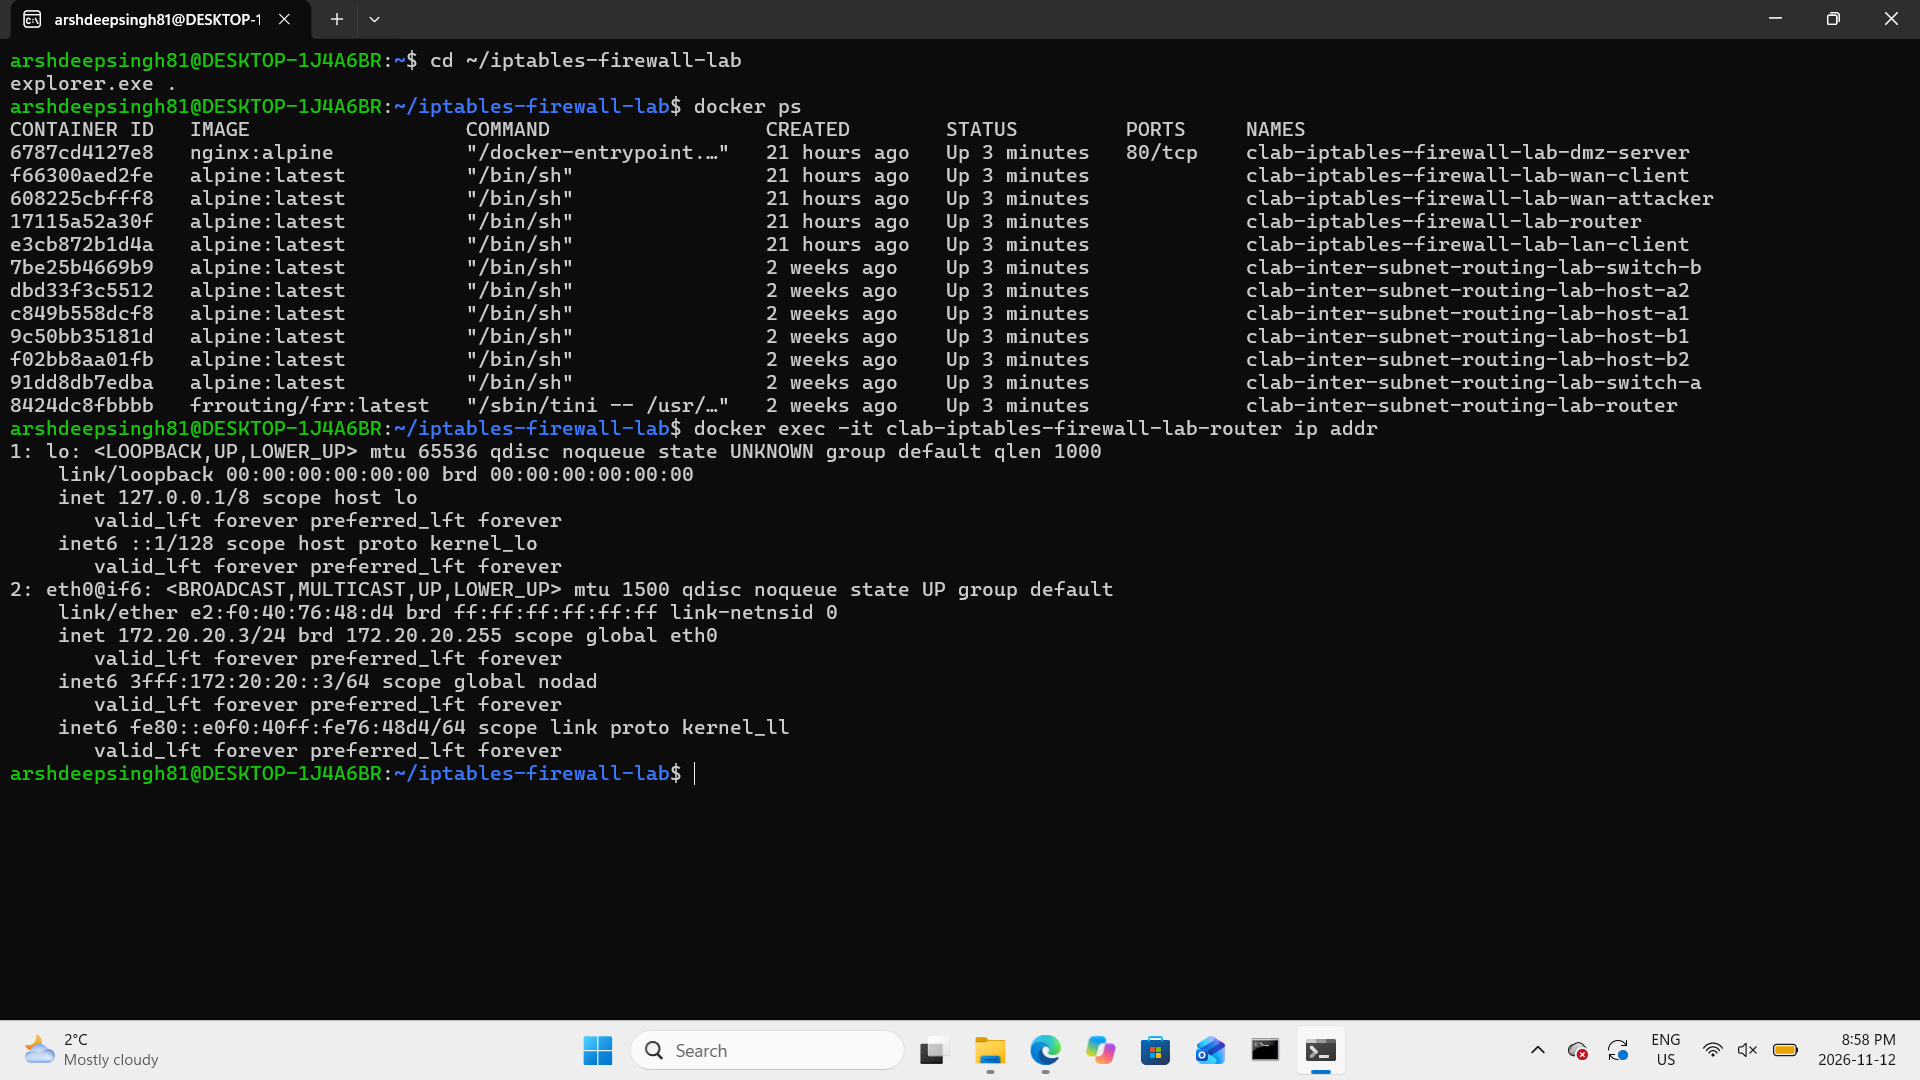 arshdeepsingh81@DESKTOP-1
arshdeepsingh81@DESKTOP-1J4A6BR:~$ cd ~/iptables-firewall-lab
explorer.exe .
arshdeepsingh81@DESKTOP-1J4A6BR:~/iptables-firewall-lab$ docker ps
CONTAINER ID   IMAGE                  COMMAND                  CREATED         STATUS         PORTS     NAMES
6787cd4127e8   nginx:alpine           "/docker-entrypoint.…"   21 hours ago   Up 3 minutes   80/tcp    clab-iptables-firewall-lab-dmz-server
f66300aed2fe   alpine:latest          "/bin/sh"                21 hours ago   Up 3 minutes             clab-iptables-firewall-lab-wan-client
608225cbfff8   alpine:latest          "/bin/sh"                21 hours ago   Up 3 minutes             clab-iptables-firewall-lab-wan-attacker
17115a52a30f   alpine:latest          "/bin/sh"                21 hours ago   Up 3 minutes             clab-iptables-firewall-lab-router
e3cb872b1d4a   alpine:latest          "/bin/sh"                21 hours ago   Up 3 minutes             clab-iptables-firewall-lab-lan-client
7be25b4669b9   alpine:latest          "/bin/sh"                2 weeks ago    Up 3 minutes             clab-inter-subnet-routing-lab-switch-b
dbd33f3c5512   alpine:latest          "/bin/sh"                2 weeks ago    Up 3 minutes             clab-inter-subnet-routing-lab-host-a2
c849b558dcf8   alpine:latest          "/bin/sh"                2 weeks ago    Up 3 minutes             clab-inter-subnet-routing-lab-host-a1
9c50bb35181d   alpine:latest          "/bin/sh"                2 weeks ago    Up 3 minutes             clab-inter-subnet-routing-lab-host-b1
f02bb8aa01fb   alpine:latest          "/bin/sh"                2 weeks ago    Up 3 minutes             clab-inter-subnet-routing-lab-host-b2
91dd8db7edba   alpine:latest          "/bin/sh"                2 weeks ago    Up 3 minutes             clab-inter-subnet-routing-lab-switch-a
8424dc8fbbbb   frrouting/frr:latest   "/sbin/tini -- /usr/…"   2 weeks ago    Up 3 minutes             clab-inter-subnet-routing-lab-router
arshdeepsingh81@DESKTOP-1J4A6BR:~/iptables-firewall-lab$ docker exec -it clab-iptables-firewall-lab-router ip addr
1: lo: <LOOPBACK,UP,LOWER_UP> mtu 65536 qdisc noqueue state UNKNOWN group default qlen 1000
    link/loopback 00:00:00:00:00:00 brd 00:00:00:00:00:00
    inet 127.0.0.1/8 scope host lo
       valid_lft forever preferred_lft forever
    inet6 ::1/128 scope host proto kernel_lo
       valid_lft forever preferred_lft forever
2: eth0@if6: <BROADCAST,MULTICAST,UP,LOWER_UP> mtu 1500 qdisc noqueue state UP group default
    link/ether e2:f0:40:76:48:d4 brd ff:ff:ff:ff:ff:ff link-netnsid 0
    inet 172.20.20.3/24 brd 172.20.20.255 scope global eth0
       valid_lft forever preferred_lft forever
    inet6 3fff:172:20:20::3/64 scope global nodad
       valid_lft forever preferred_lft forever
    inet6 fe80::e0f0:40ff:fe76:48d4/64 scope link proto kernel_ll
       valid_lft forever preferred_lft forever
arshdeepsingh81@DESKTOP-1J4A6BR:~/iptables-firewall-lab$
2°C
Mostly cloudy
Search
ENG
US
8:58 PM
2026-11-12